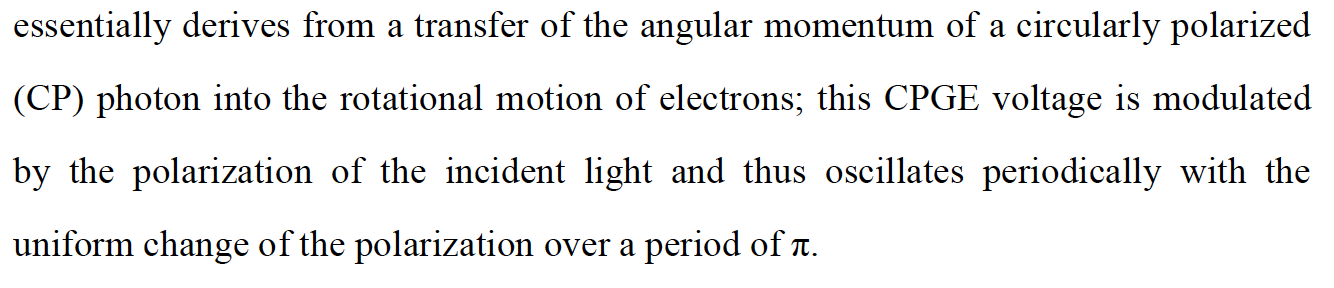 essentially derives from a transfer of the angular momentum of a circularly polarized
(CP) photon into the rotational motion of electrons; this CPGE voltage is modulated
by the polarization of the incident light and thus oscillates periodically with the
uniform change of the polarization over a period of π.